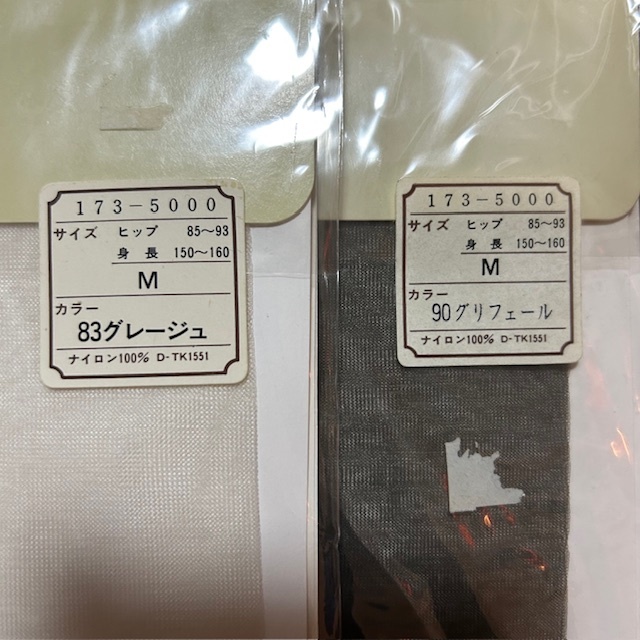 173-5000
サイズ ヒップ 85～93
身長 150～160
M
カラー
83グレージュ
ナイロン100% D-TK1551
173-5000
サイズ ヒップ 85～93
身長 150～160
M
カラー
90グリフェール
ナイロン100% D-TK1551